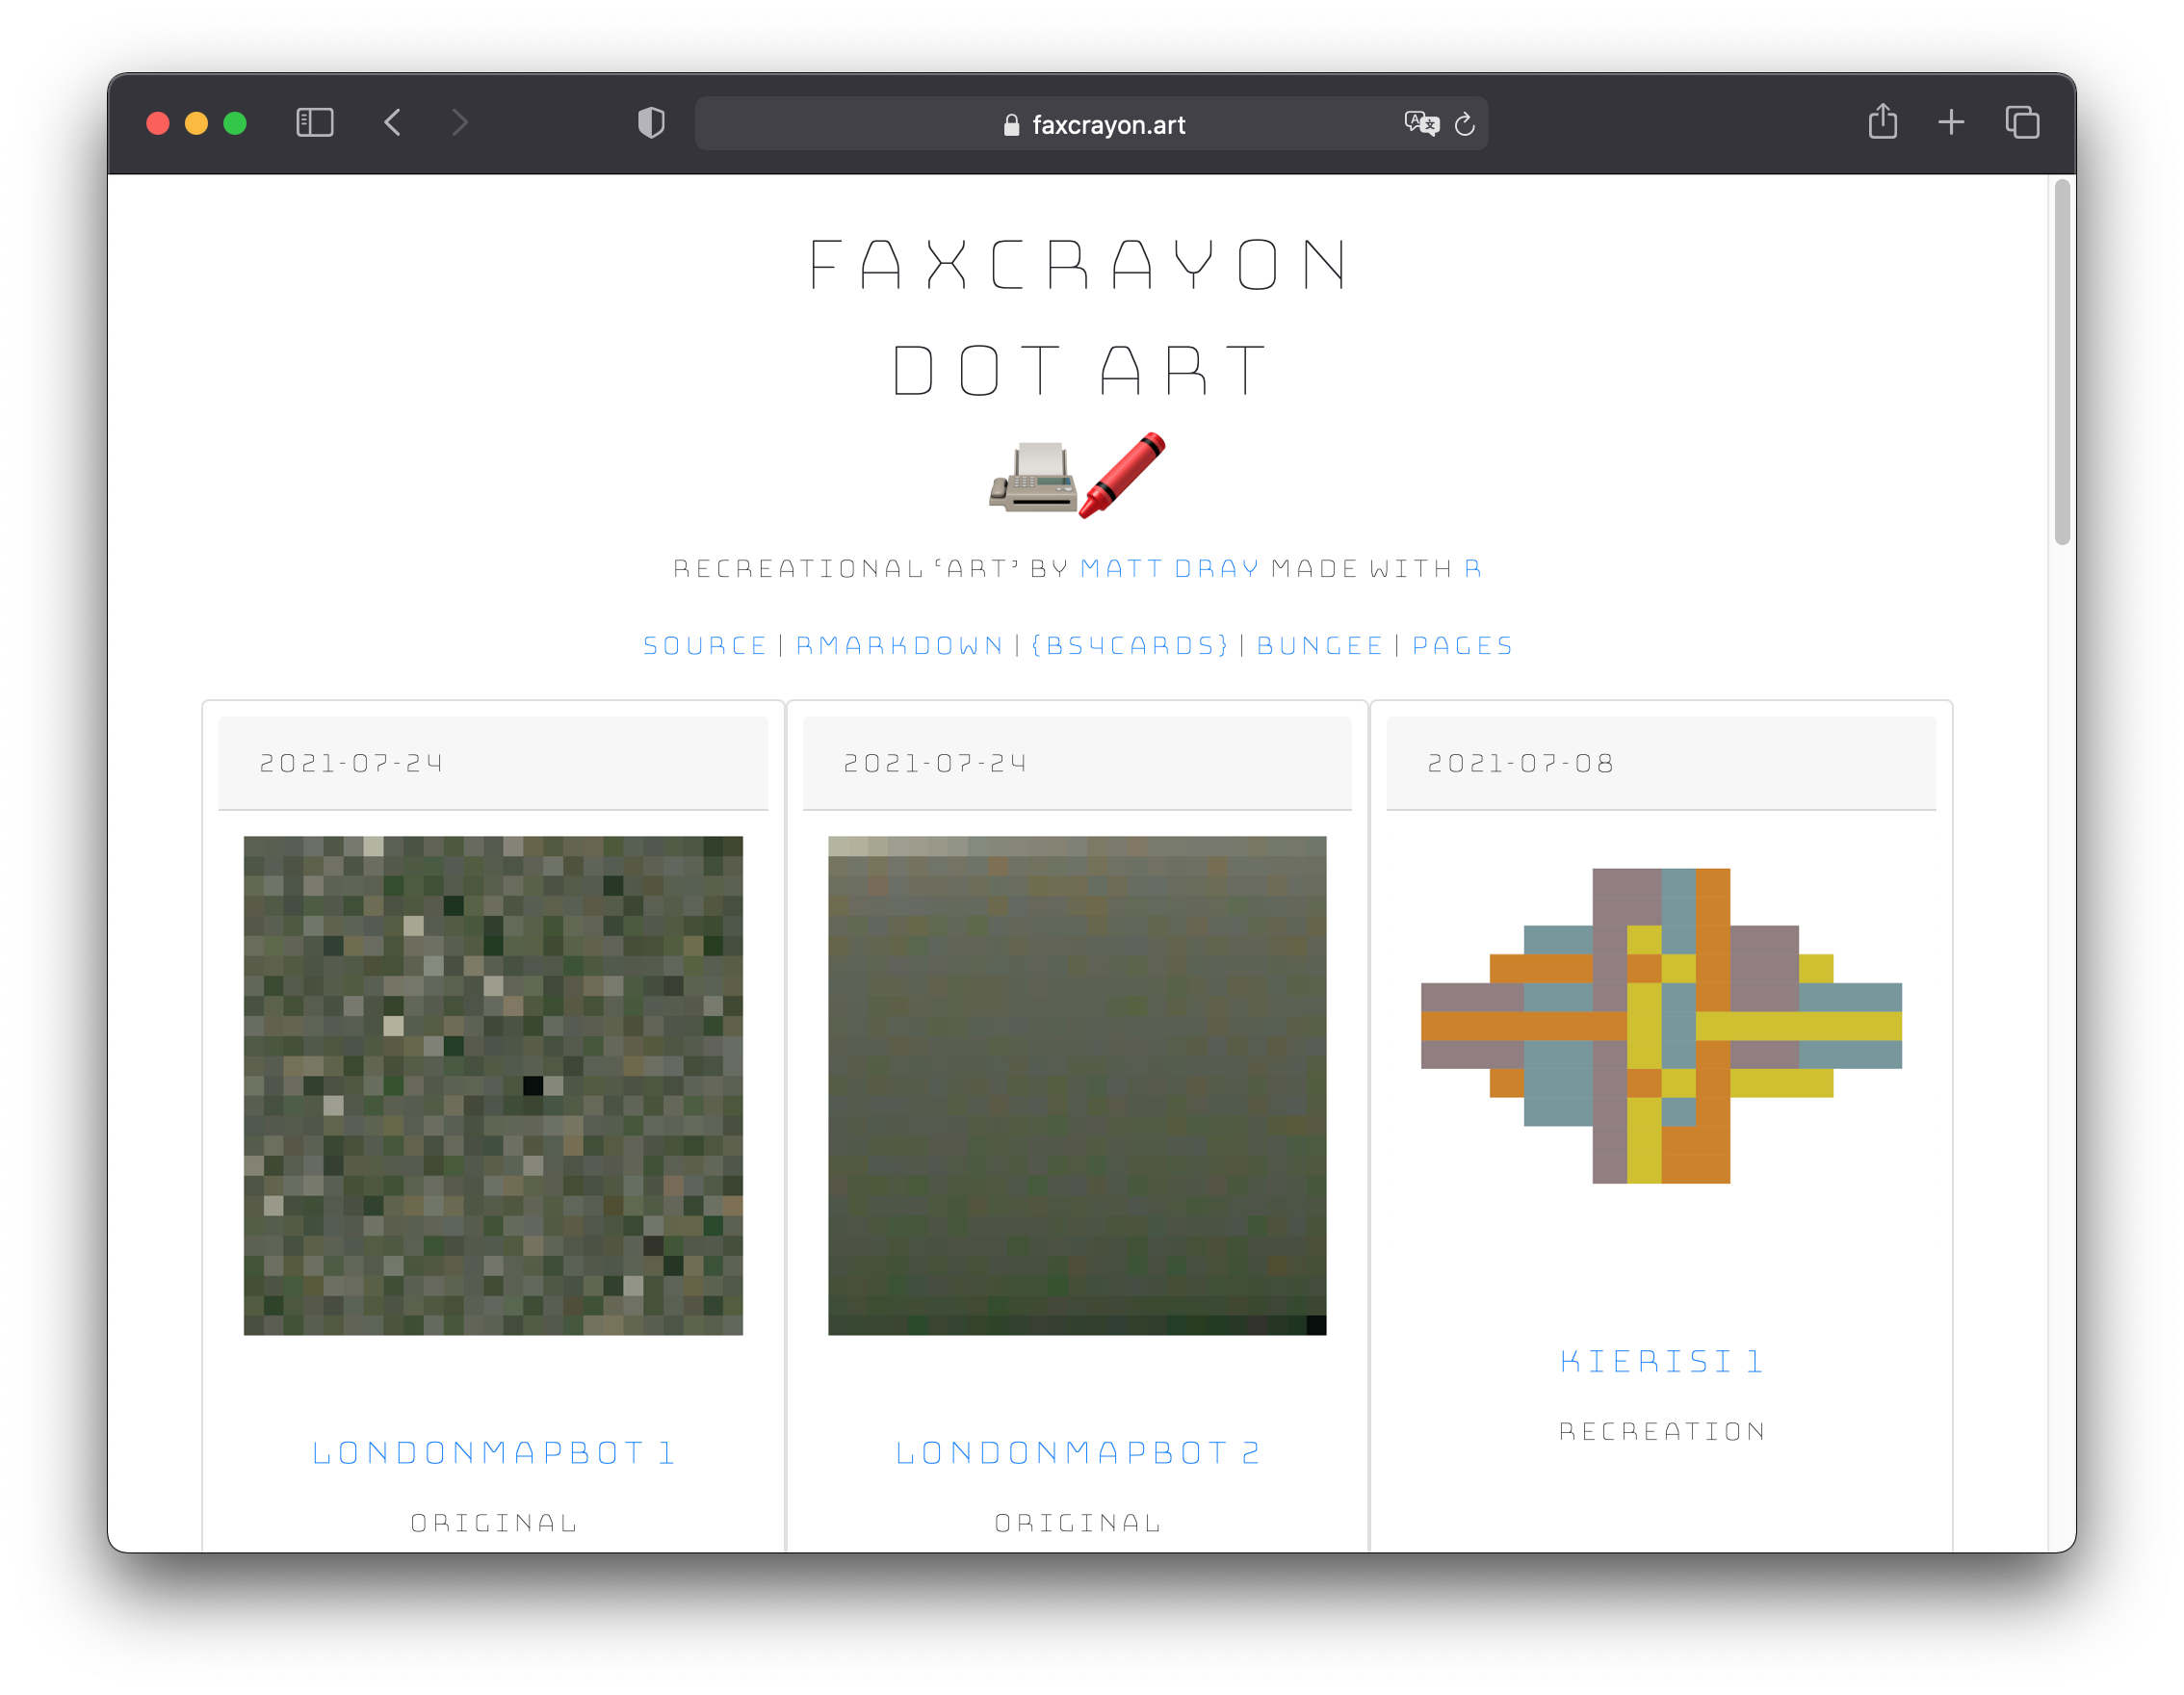 faxcrayon.art
FAXCRAYON
DOT ART
RECREATIONAL ‘ART’ BY MATT DRAY MADE WITH R
SOURCE | RMARKDOWN | {BS4CARDS} | BUNGEE | PAGES
2021-07-24
2021-07-24
2021-07-08
KIERISI 1
RECREATION
LONDONMAPBOT 1
LONDONMAPBOT 2
ORIGINAL
ORIGINAL